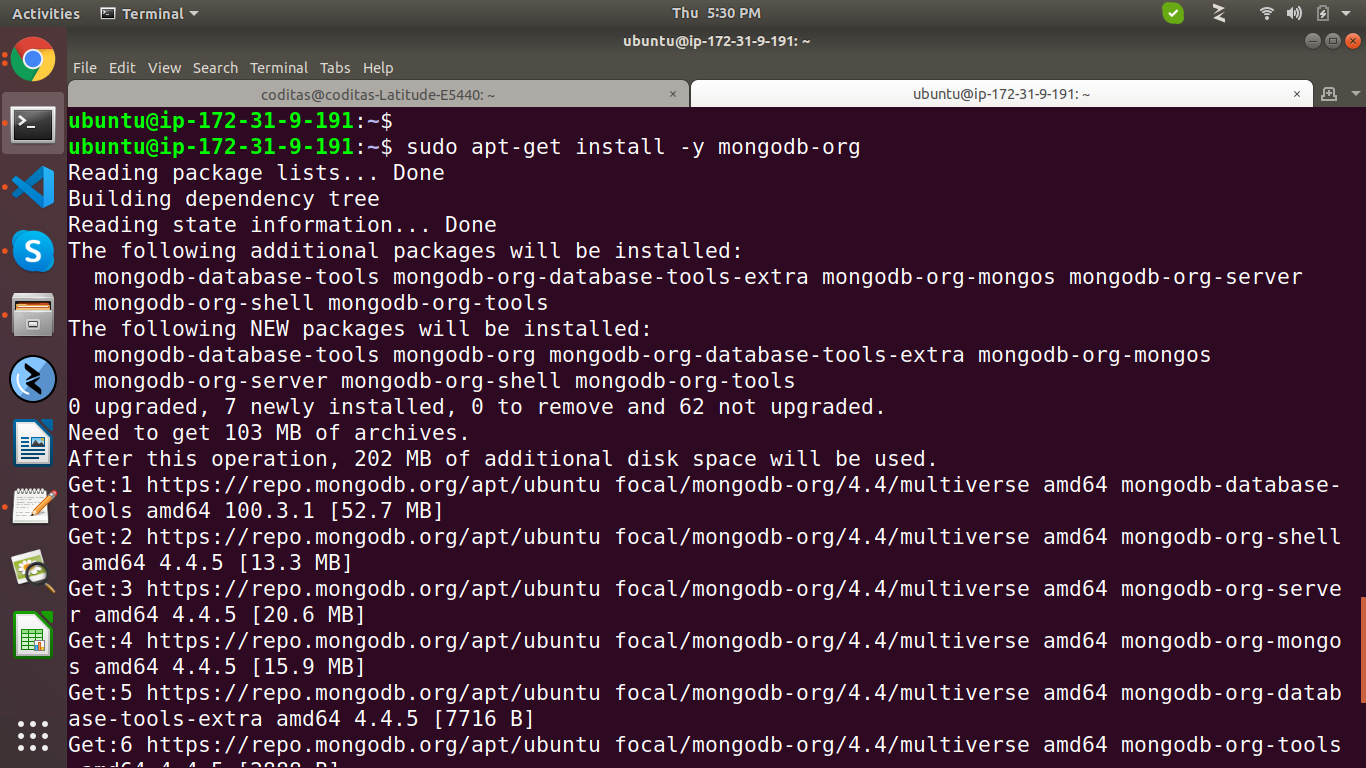 Activities Terminal Thu 5:30 PM
ubuntu@ip-172-31-9-191: ~
File Edit View Search Terminal Tabs Help
coditas@coditas-Latitude-E5440: ~ × ubuntu@ip-172-31-9-191: ~ ×
ubuntu@ip-172-31-9-191:~$
ubuntu@ip-172-31-9-191:~$ sudo apt-get install -y mongodb-org
Reading package lists... Done
Building dependency tree
Reading state information... Done
The following additional packages will be installed:
  mongodb-database-tools mongodb-org-database-tools-extra mongodb-org-mongos mongodb-org-server
  mongodb-org-shell mongodb-org-tools
The following NEW packages will be installed:
  mongodb-database-tools mongodb-org mongodb-org-database-tools-extra mongodb-org-mongos
  mongodb-org-server mongodb-org-shell mongodb-org-tools
0 upgraded, 7 newly installed, 0 to remove and 62 not upgraded.
Need to get 103 MB of archives.
After this operation, 202 MB of additional disk space will be used.
Get:1 https://repo.mongodb.org/apt/ubuntu focal/mongodb-org/4.4/multiverse amd64 mongodb-database-
tools amd64 100.3.1 [52.7 MB]
Get:2 https://repo.mongodb.org/apt/ubuntu focal/mongodb-org/4.4/multiverse amd64 mongodb-org-shell
 amd64 4.4.5 [13.3 MB]
Get:3 https://repo.mongodb.org/apt/ubuntu focal/mongodb-org/4.4/multiverse amd64 mongodb-org-serve
r amd64 4.4.5 [20.6 MB]
Get:4 https://repo.mongodb.org/apt/ubuntu focal/mongodb-org/4.4/multiverse amd64 mongodb-org-mongo
s amd64 4.4.5 [15.9 MB]
Get:5 https://repo.mongodb.org/apt/ubuntu focal/mongodb-org/4.4/multiverse amd64 mongodb-org-datab
ase-tools-extra amd64 4.4.5 [7716 B]
Get:6 https://repo.mongodb.org/apt/ubuntu focal/mongodb-org/4.4/multiverse amd64 mongodb-org-tools
 amd64 4.4.5